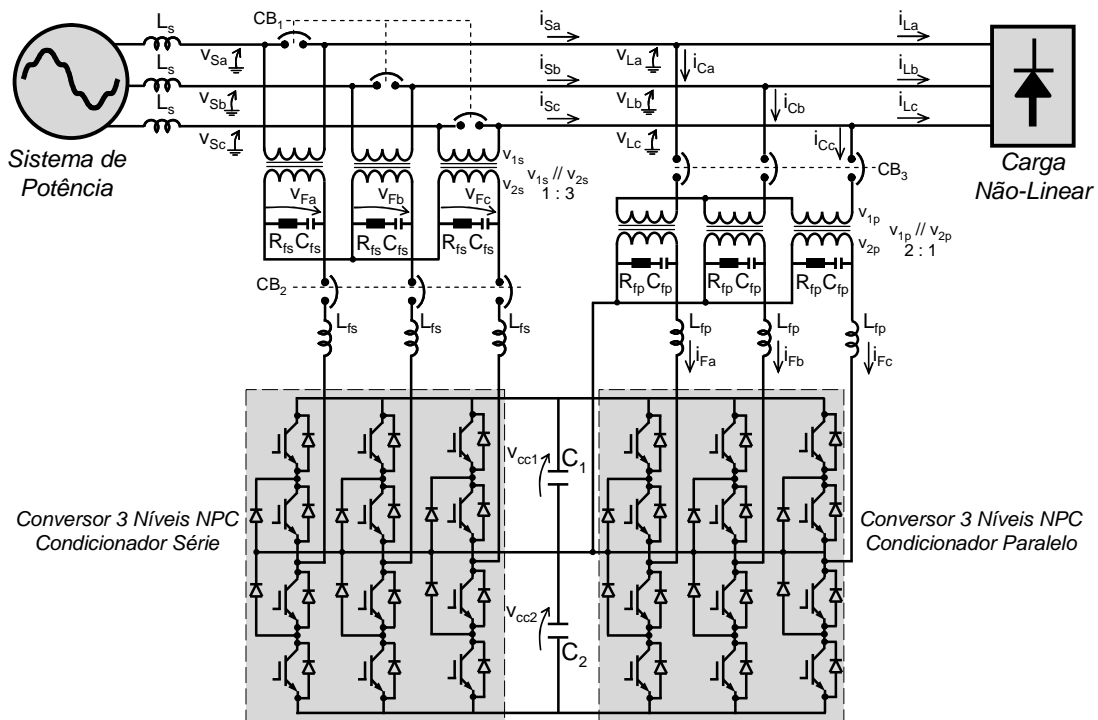 Ls
Ls
Ls
CB1
vSa
vSb
vSc
iSa
iSb
iSc
vLa
vLb
vLc
iCa
iCb
iCc
iLa
iLb
iLc
Sistema de
Potência
Carga
Não-Linear
v1s
v2s
v1s // v2s
1 : 3
vFa
vFb
vFc
Rfs Cfs
Rfs Cfs
Rfs Cfs
CB2
CB3
v1p
v2p
v1p // v2p
2 : 1
Rfp Cfp
Rfp Cfp
Rfp Cfp
Lfs
Lfs
Lfs
Lfp
Lfp
Lfp
iFa
iFb
iFc
vcc1
C1
vcc2
C2
Conversor 3 Níveis NPC
Condicionador Série
Conversor 3 Níveis NPC
Condicionador Paralelo